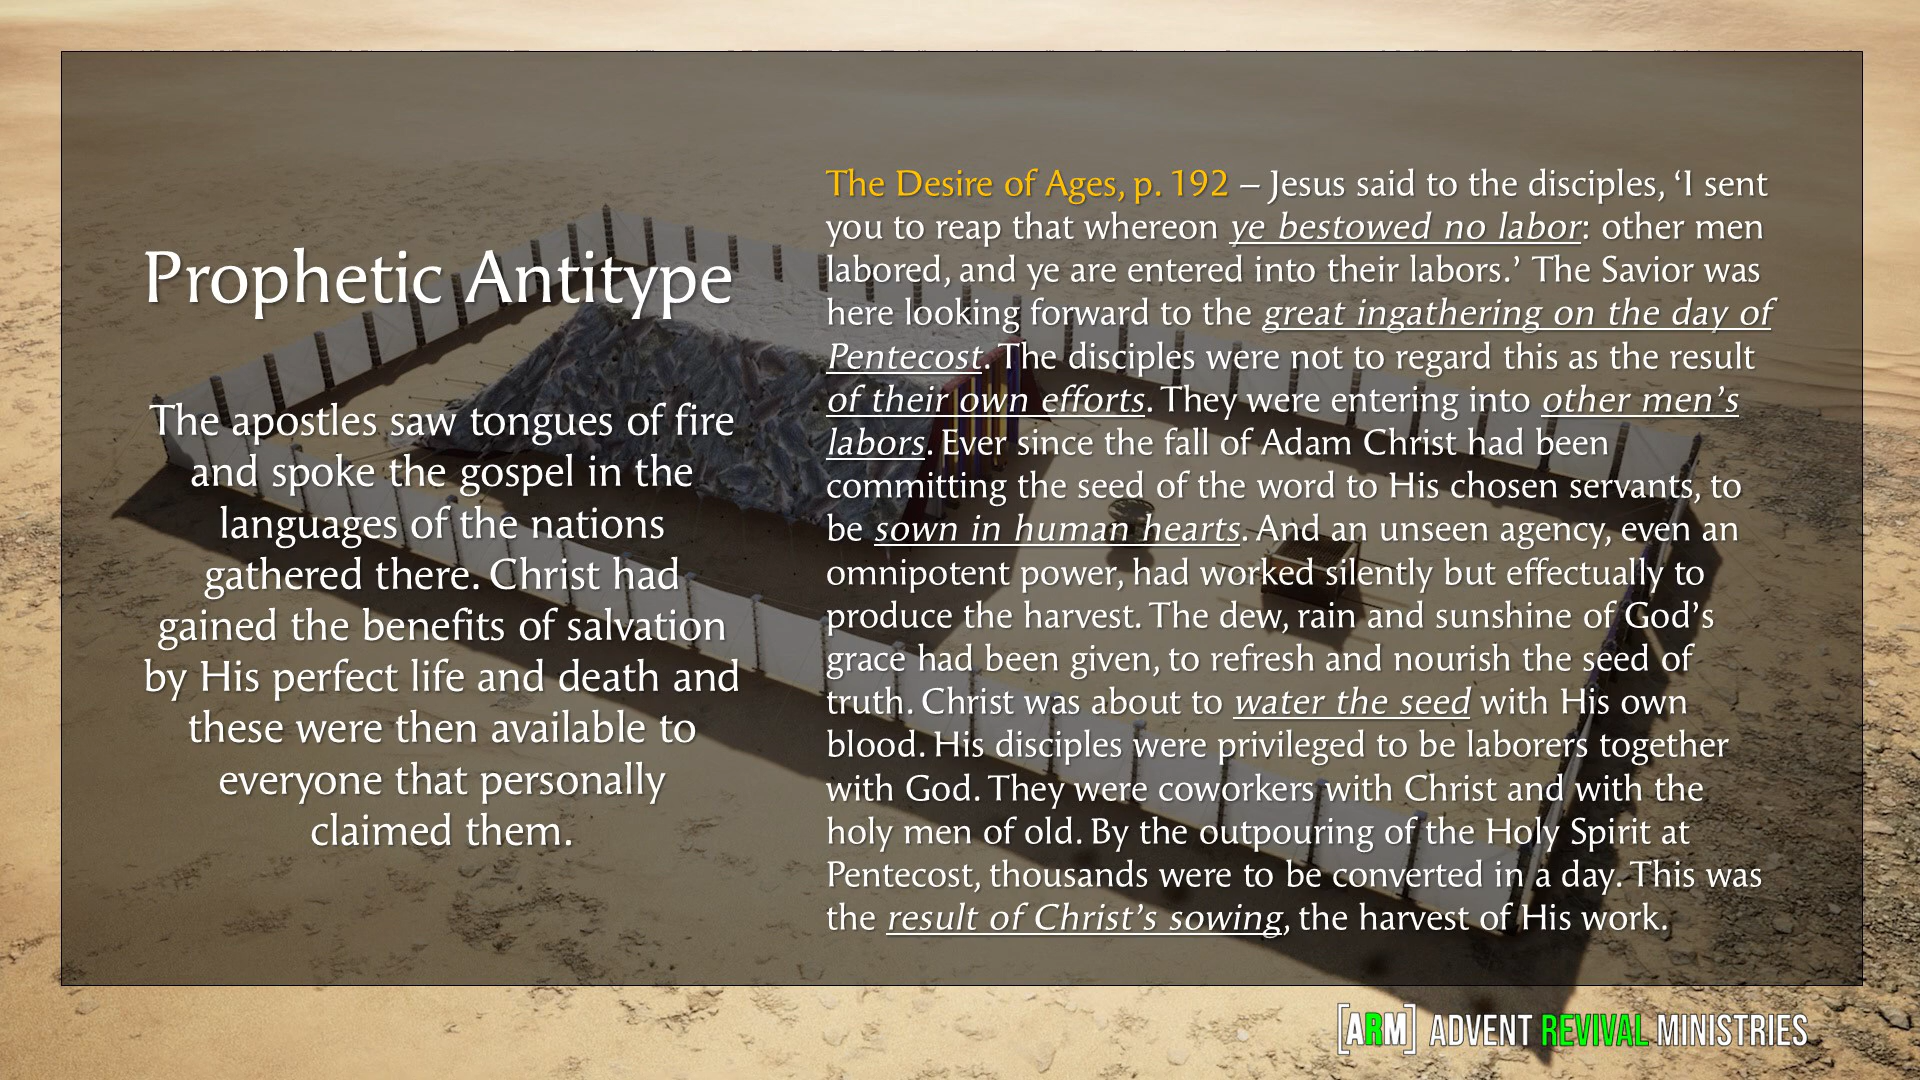 Prophetic Antitype
The apostles saw tongues of fire
and spoke the gospel in the
languages of the nations
gathered there. Christ had
gained the benefits of salvation
by His perfect life and death and
these were then available to
everyone that personally
claimed them.
The Desire of Ages, p. 192 – Jesus said to the disciples, ‘I sent
you to reap that whereon ye bestowed no labor: other men
labored, and ye are entered into their labors.’ The Savior was
here looking forward to the great ingathering on the day of
Pentecost. The disciples were not to regard this as the result
of their own efforts. They were entering into other men’s
labors. Ever since the fall of Adam Christ had been
committing the seed of the word to His chosen servants, to
be sown in human hearts. And an unseen agency, even an
omnipotent power, had worked silently but effectually to
produce the harvest. The dew, rain and sunshine of God’s
grace had been given, to refresh and nourish the seed of
truth. Christ was about to water the seed with His own
blood. His disciples were privileged to be laborers together
with God. They were coworkers with Christ and with the
holy men of old. By the outpouring of the Holy Spirit at
Pentecost, thousands were to be converted in a day. This was
the result of Christ’s sowing, the harvest of His work.
[ARM] ADVENT REVIVAL MINISTRIES